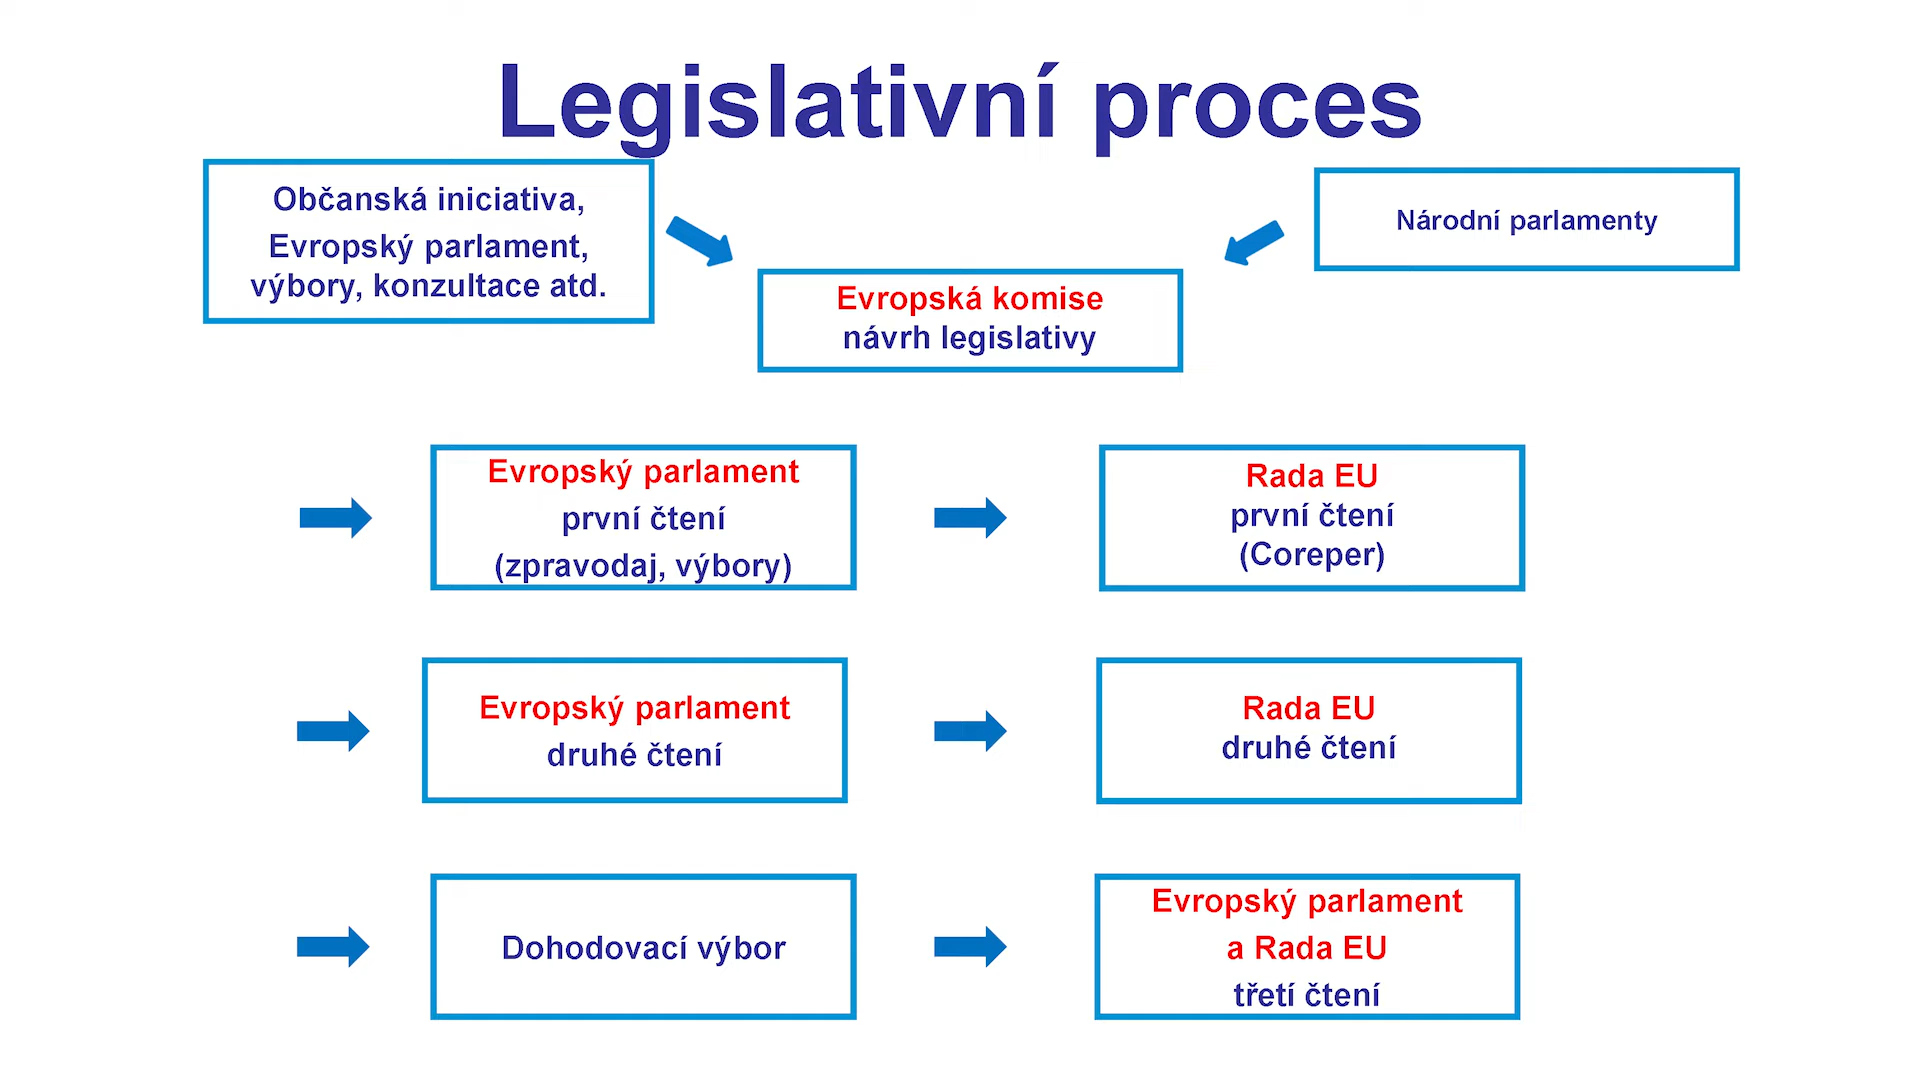 Legislativní proces
Občanská iniciativa,
Evropský parlament,
výbory, konzultace atd.
Národní parlamenty
Evropská komise
návrh legislativy
Evropský parlament
první čtení
(zpravodaj, výbory)
Rada EU
první čtení
(Coreper)
Evropský parlament
druhé čtení
Rada EU
druhé čtení
Dohodovací výbor
Evropský parlament
a Rada EU
třetí čtení